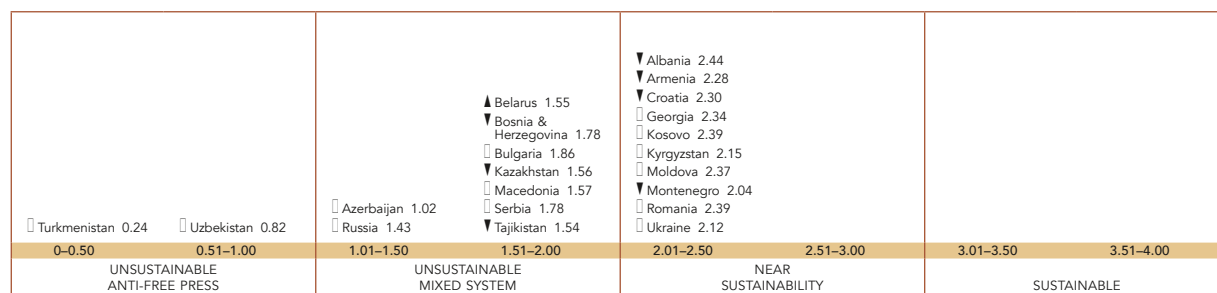 Turkmenistan 0.24
Uzbekistan 0.82
Azerbaijan 1.02
Russia 1.43
▲ Belarus 1.55
▼ Bosnia &
Herzegovina 1.78
Bulgaria 1.86
▼ Kazakhstan 1.56
Macedonia 1.57
Serbia 1.78
▼ Tajikistan 1.54
▼ Albania 2.44
▼ Armenia 2.28
▼ Croatia 2.30
Georgia 2.34
Kosovo 2.39
Kyrgyzstan 2.15
Moldova 2.37
▼ Montenegro 2.04
Romania 2.39
Ukraine 2.12
0–0.50 0.51–1.00 1.01–1.50 1.51–2.00 2.01–2.50 2.51–3.00 3.01–3.50 3.51–4.00
UNSUSTAINABLE
ANTI-FREE PRESS
UNSUSTAINABLE
MIXED SYSTEM
NEAR
SUSTAINABILITY
SUSTAINABLE